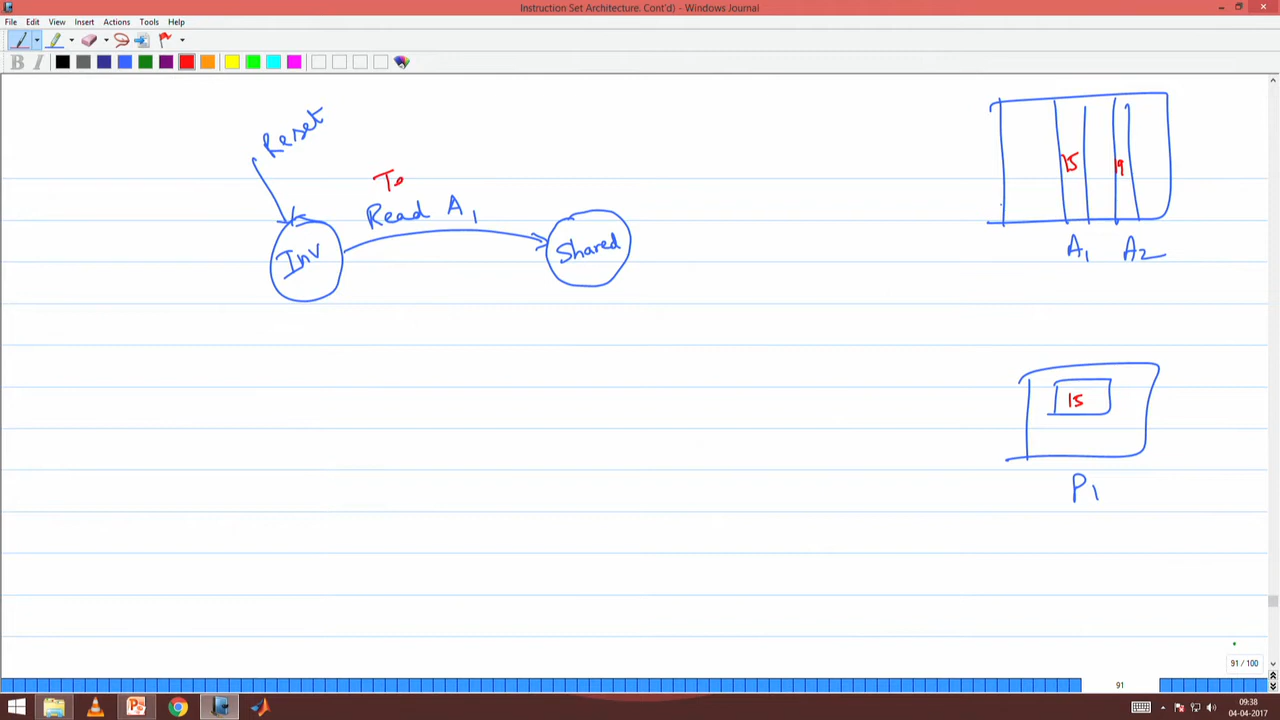 Instruction Set Architecture. Cont'd) - Windows Journal
File Edit View Insert Actions Tools Help
B I
Reset
To
Read A1
Inv
Shared
15 19
A1 A2
15
P1
91 / 100
91
09:38
04-04-2017